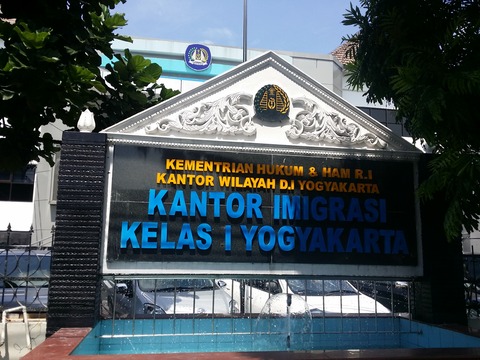 KEMENTRIAN HUKUM & HAM R.I
KANTOR WILAYAH D.I YOGYAKARTA
KANTOR IMIGRASI
KELAS I YOGYAKARTA